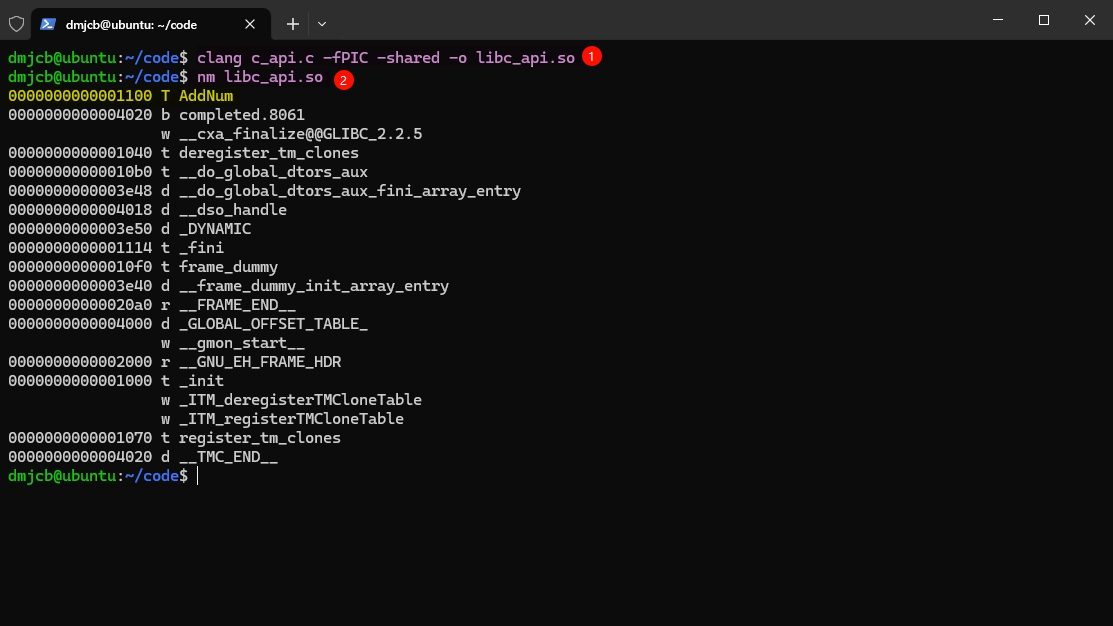 dmjcb@ubuntu: ~/code
dmjcb@ubuntu:~/code$ clang c_api.c -fPIC -shared -o libc_api.so 1
dmjcb@ubuntu:~/code$ nm libc_api.so 2
0000000000001100 T AddNum
0000000000004020 b completed.8061
                 w __cxa_finalize@@GLIBC_2.2.5
0000000000001040 t deregister_tm_clones
00000000000010b0 t __do_global_dtors_aux
0000000000003e48 d __do_global_dtors_aux_fini_array_entry
0000000000004018 d __dso_handle
0000000000003e50 d _DYNAMIC
0000000000001114 t _fini
00000000000010f0 t frame_dummy
0000000000003e40 d __frame_dummy_init_array_entry
00000000000020a0 r __FRAME_END__
0000000000004000 d _GLOBAL_OFFSET_TABLE_
                 w __gmon_start__
0000000000002000 r __GNU_EH_FRAME_HDR
0000000000001000 t _init
                 w _ITM_deregisterTMCloneTable
                 w _ITM_registerTMCloneTable
0000000000001070 t register_tm_clones
0000000000004020 d __TMC_END__
dmjcb@ubuntu:~/code$